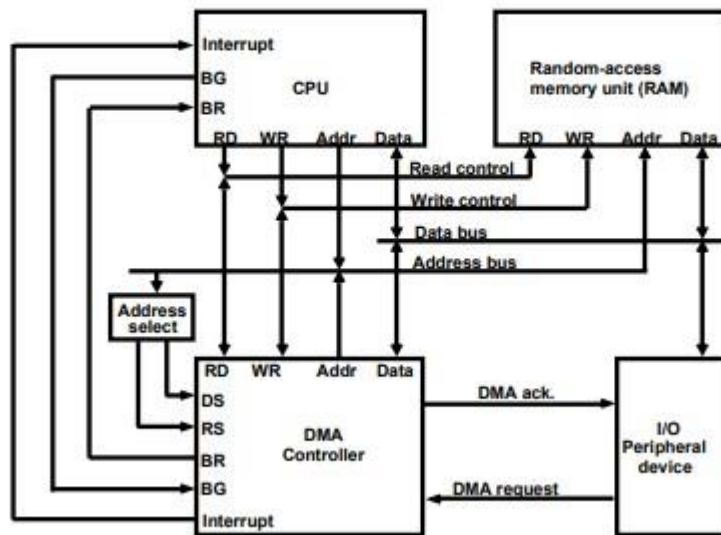 Interrupt
BG
BR
CPU
RD WR Addr Data
Random-access
memory unit (RAM)
RD WR Addr Data
Read control
Write control
Data bus
Address bus
Address
select
RD WR Addr Data
DS
RS
BR
BG
Interrupt
DMA
Controller
DMA ack.
DMA request
I/O
Peripheral
device